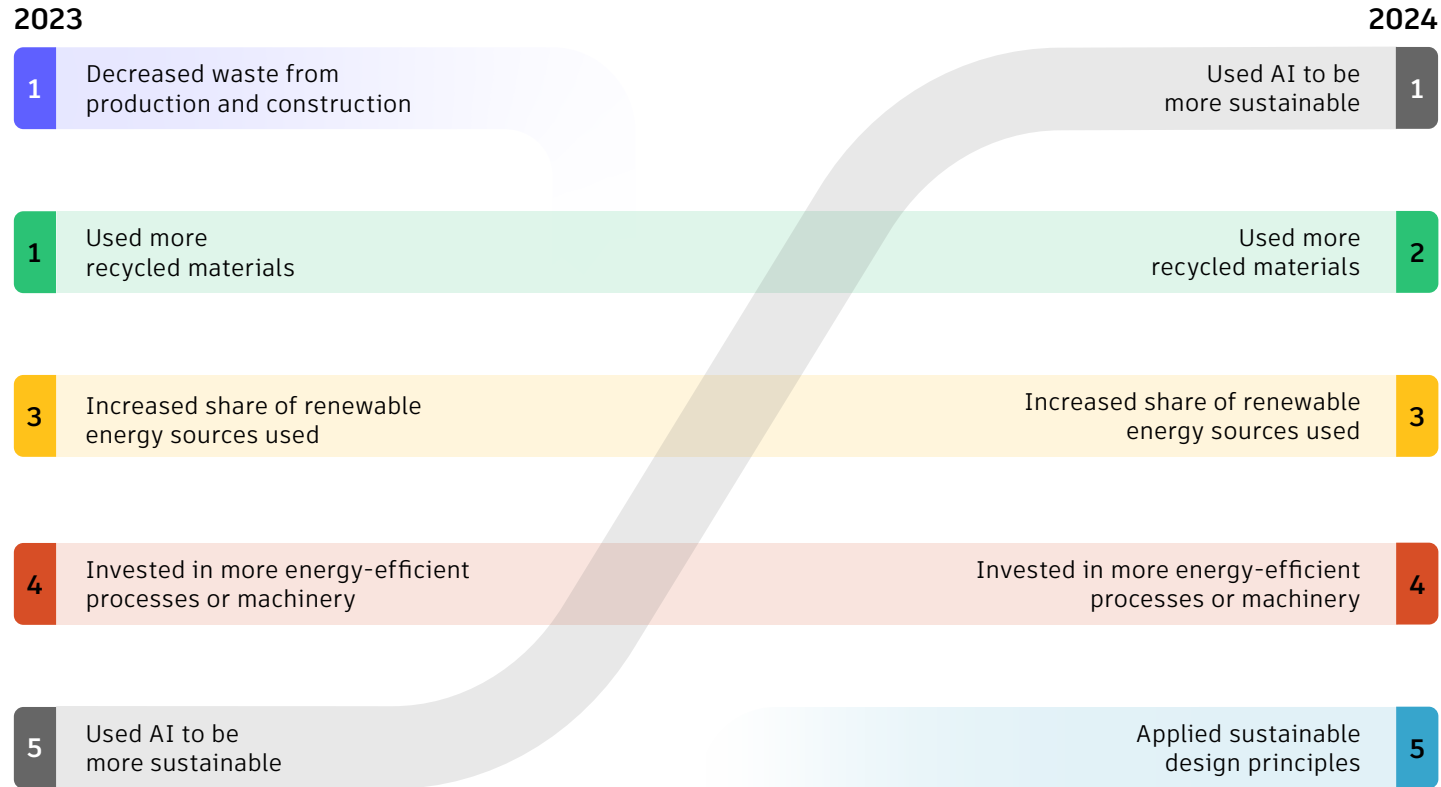 2023
2024
1
Decreased waste from
production and construction
Used AI to be
more sustainable
1
1
Used more
recycled materials
Used more
recycled materials
2
3
Increased share of renewable
energy sources used
Increased share of renewable
energy sources used
3
4
Invested in more energy-efficient
processes or machinery
Invested in more energy-efficient
processes or machinery
4
5
Used AI to be
more sustainable
Applied sustainable
design principles
5